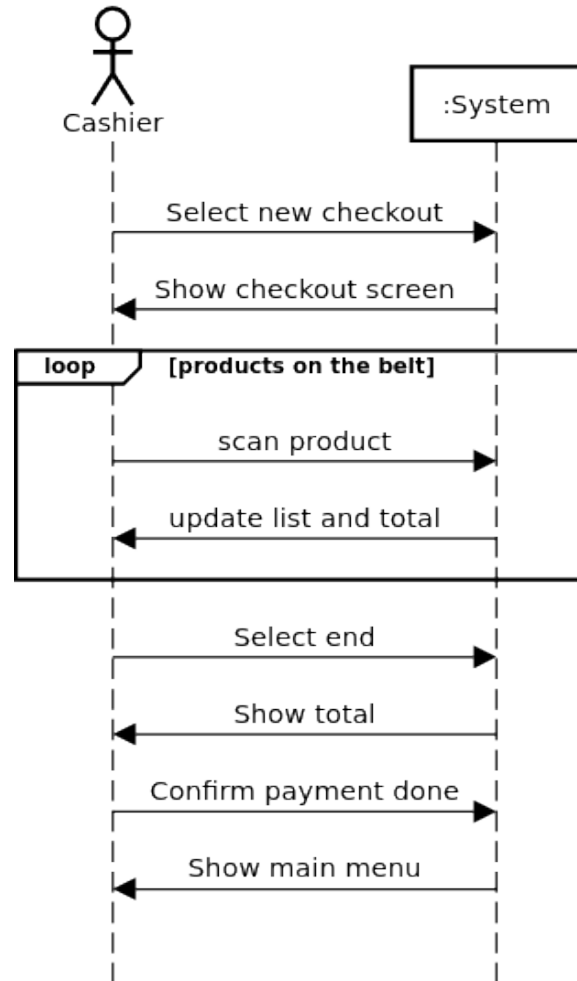 Cashier
:System
Select new checkout
Show checkout screen
loop [products on the belt]
scan product
update list and total
Select end
Show total
Confirm payment done
Show main menu